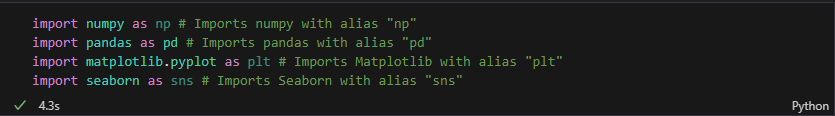 import numpy as np # Imports numpy with alias "np"
import pandas as pd # Imports pandas with alias "pd"
import matplotlib.pyplot as plt # Imports Matplotlib with alias "plt"
import seaborn as sns # Imports Seaborn with alias "sns"
4.3s Python